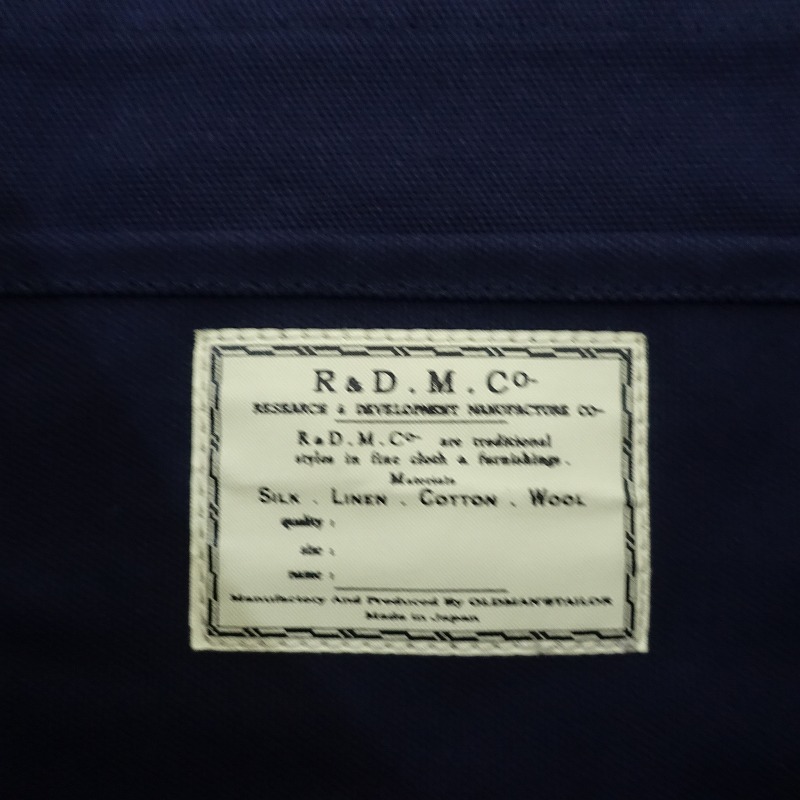 R & D . M . Co-
RESEARCH & DEVELOPMENT MANUFACTURE CO-
R & D . M . Co- are traditional
styles in fine cloth & furnishings .
Materials
SILK . LINEN . COTTON . WOOL
quality :
size :
name :
Manufactory And Produced By OLDMAN'STAILOR
Made in Japan